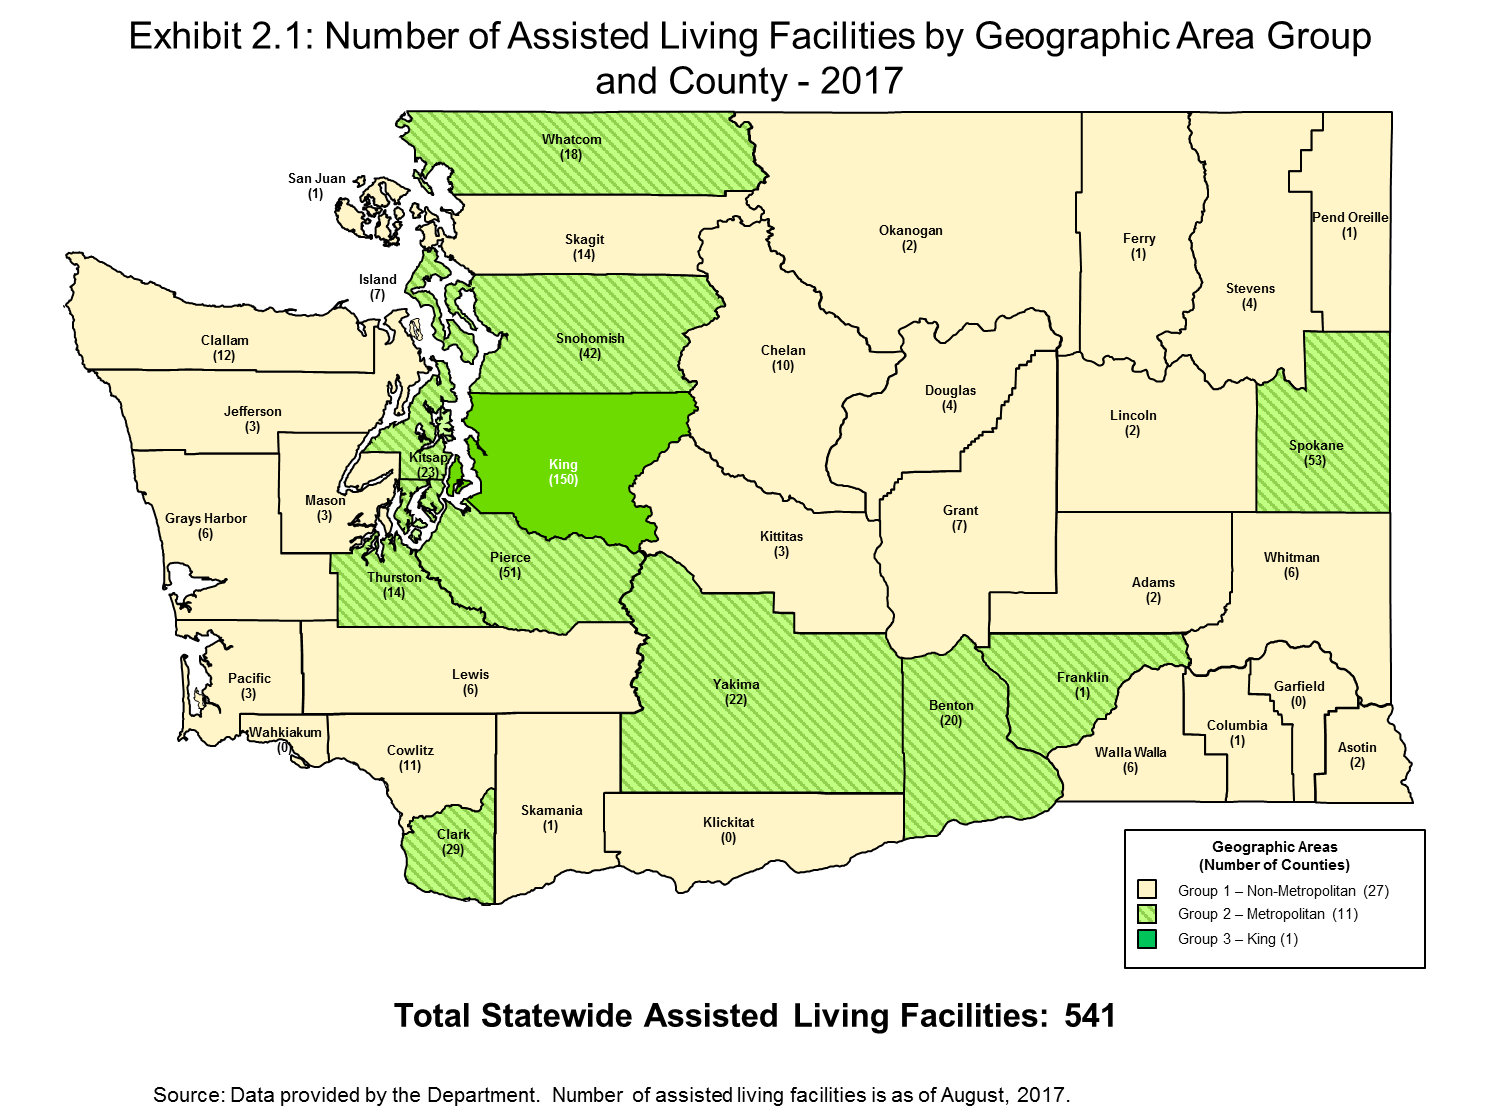 Exhibit 2.1: Number of Assisted Living Facilities by Geographic Area Group
and County - 2017
Whatcom
(18)
San Juan
(1)
Skagit
(14)
Island
(7)
Okanogan
(2)
Ferry
(1)
Stevens
(4)
Pend Oreille
(1)
Clallam
(12)
Snohomish
(42)
Chelan
(10)
Jefferson
(3)
Douglas
(4)
Lincoln
(2)
Spokane
(53)
Kitsap
(23)
King
(150)
Mason
(3)
Grays Harbor
(6)
Grant
(7)
Kittitas
(3)
Pierce
(51)
Thurston
(14)
Adams
(2)
Whitman
(6)
Lewis
(6)
Pacific
(3)
Yakima
(22)
Benton
(20)
Franklin
(1)
Garfield
(0)
Wahkiakum
(0)
Cowlitz
(11)
Columbia
(1)
Walla Walla
(6)
Asotin
(2)
Skamania
(1)
Klickitat
(0)
Clark
(29)
Geographic Areas
(Number of Counties)
Group 1 – Non-Metropolitan (27)
Group 2 – Metropolitan (11)
Group 3 – King (1)
Total Statewide Assisted Living Facilities: 541
Source: Data provided by the Department. Number of assisted living facilities is as of August, 2017.